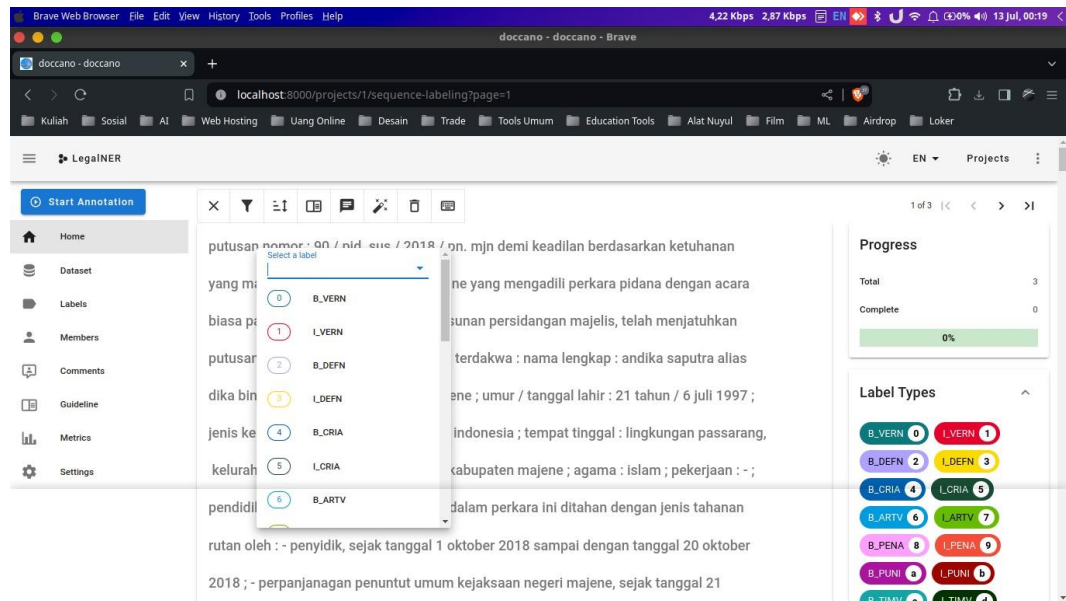 Brave Web Browser File Edit View History Tools Profiles Help 4,22 Kbps 2,87 Kbps EN 0% 13 Jul, 00:19
doccano - doccano - Brave
doccano - doccano
localhost:8000/projects/1/sequence-labeling?page=1
Kuliah Sosial AI Web Hosting Uang Online Desain Trade Tools Umum Education Tools Alat Nuyul Film ML Airdrop Loker
LegalNER EN Projects
Start Annotation
Home
Dataset
Labels
Members
Comments
Guideline
Metrics
Settings
1 of 3
putusan nomor : 90 / pid. sus / 2018 / pn. mjn demi keadilan berdasarkan ketuhanan
yang ma ne yang mengadili perkara pidana dengan acara
biasa pa sunan persidangan majelis, telah menjatuhkan
putusan terdakwa : nama lengkap : andika saputra alias
dika bin ene ; umur / tanggal lahir : 21 tahun / 6 juli 1997 ;
jenis ke indonesia ; tempat tinggal : lingkungan passarang,
kelurah kabupaten majene ; agama : islam ; pekerjaan : - ;
pendidi dalam perkara ini ditahan dengan jenis tahanan
rutan oleh : - penyidik, sejak tanggal 1 oktober 2018 sampai dengan tanggal 20 oktober
2018 ; - perpanjanagan penuntut umum kejaksaan negeri majene, sejak tanggal 21
Select a label
0 B_VERN
1 I_VERN
2 B_DEFN
3 I_DEFN
4 B_CRIA
5 I_CRIA
6 B_ARTV
Progress
Total 3
Complete 0
0%
Label Types
B_VERN 0 I_VERN 1
B_DEFN 2 I_DEFN 3
B_CRIA 4 I_CRIA 5
B_ARTV 6 I_ARTV 7
B_PENA 8 I_PENA 9
B_PUNI a I_PUNI b
B_TIMV c I_TIMV d